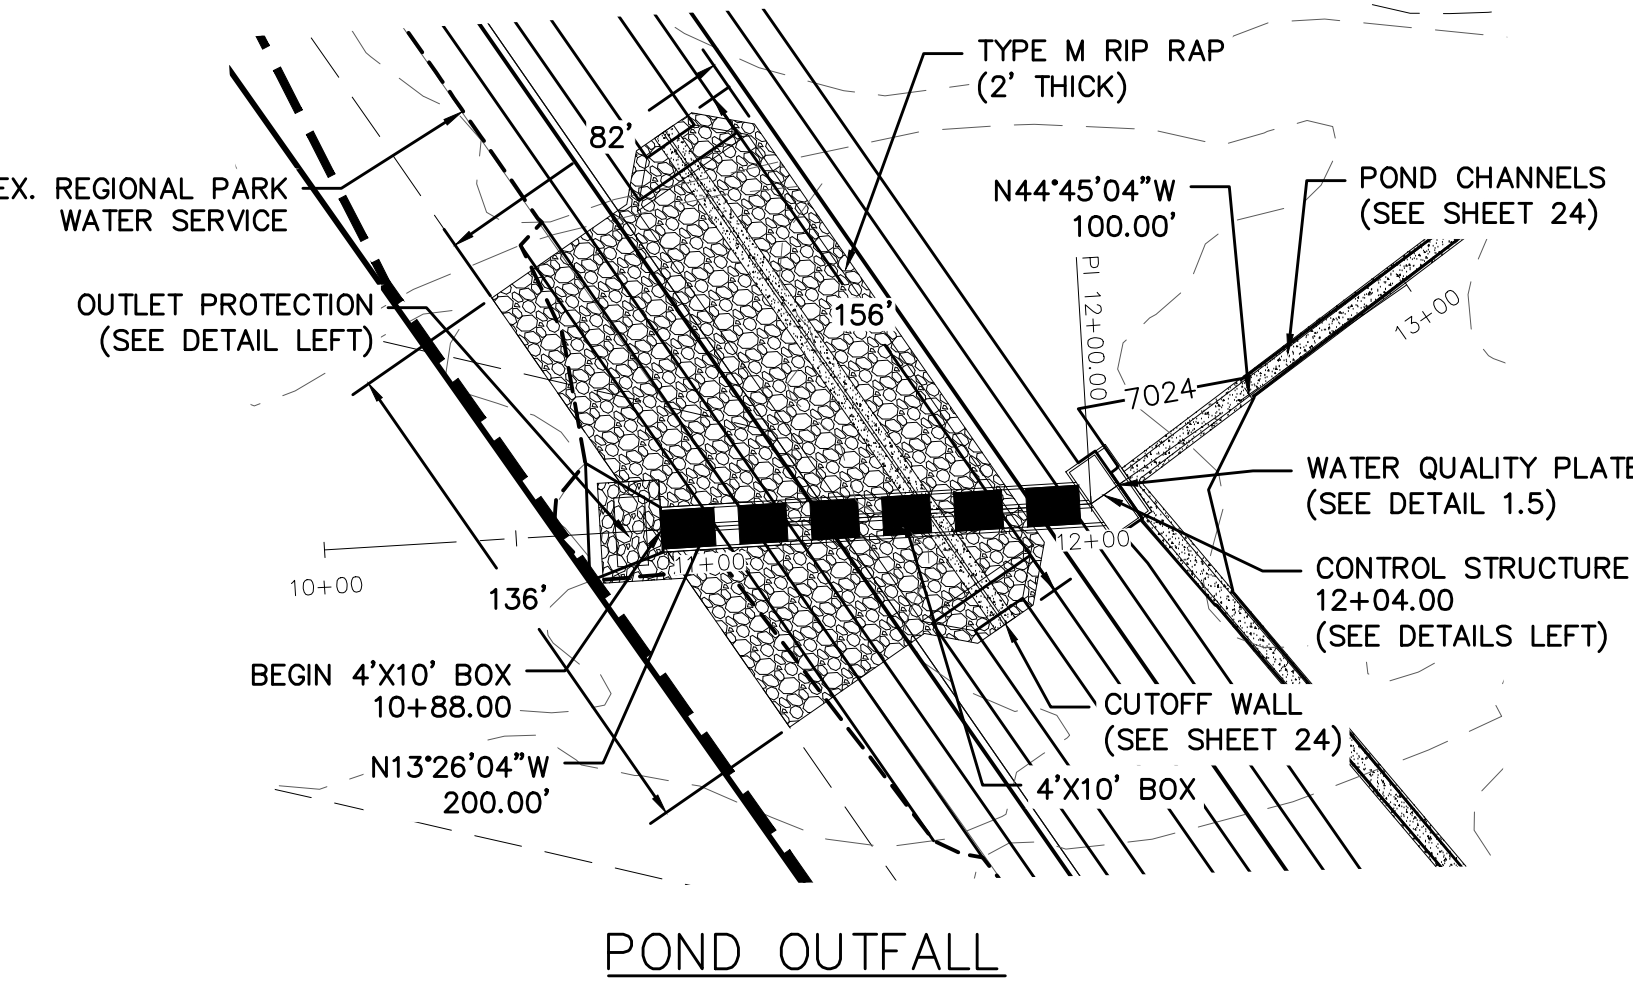 TYPE M RIP RAP
(2' THICK)
82'
EX. REGIONAL PARK
WATER SERVICE
N44°45'04"W
100.00'
POND CHANNELS
(SEE SHEET 24)
OUTLET PROTECTION
(SEE DETAIL LEFT)
156'
PI 12+00.00
13+00
7024
WATER QUALITY PLATE
(SEE DETAIL 1.5)
10+00
11+00
12+00
136'
CONTROL STRUCTURE
12+04.00
(SEE DETAILS LEFT)
BEGIN 4'X10' BOX
10+88.00
CUTOFF WALL
(SEE SHEET 24)
N13°26'04"W
200.00'
4'X10' BOX
POND OUTFALL